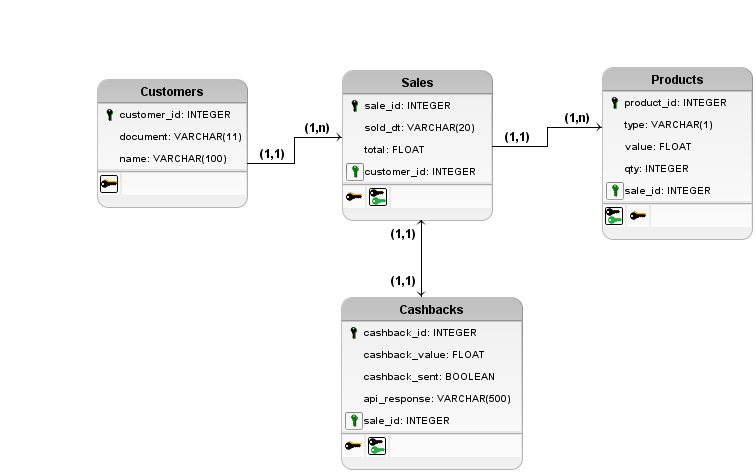 Customers
customer_id: INTEGER
document: VARCHAR(11)
name: VARCHAR(100)
(1,1)
(1,n)
Sales
sale_id: INTEGER
sold_dt: VARCHAR(20)
total: FLOAT
customer_id: INTEGER
(1,1)
(1,n)
Products
product_id: INTEGER
type: VARCHAR(1)
value: FLOAT
qty: INTEGER
sale_id: INTEGER
(1,1)
(1,1)
Cashbacks
cashback_id: INTEGER
cashback_value: FLOAT
cashback_sent: BOOLEAN
api_response: VARCHAR(500)
sale_id: INTEGER